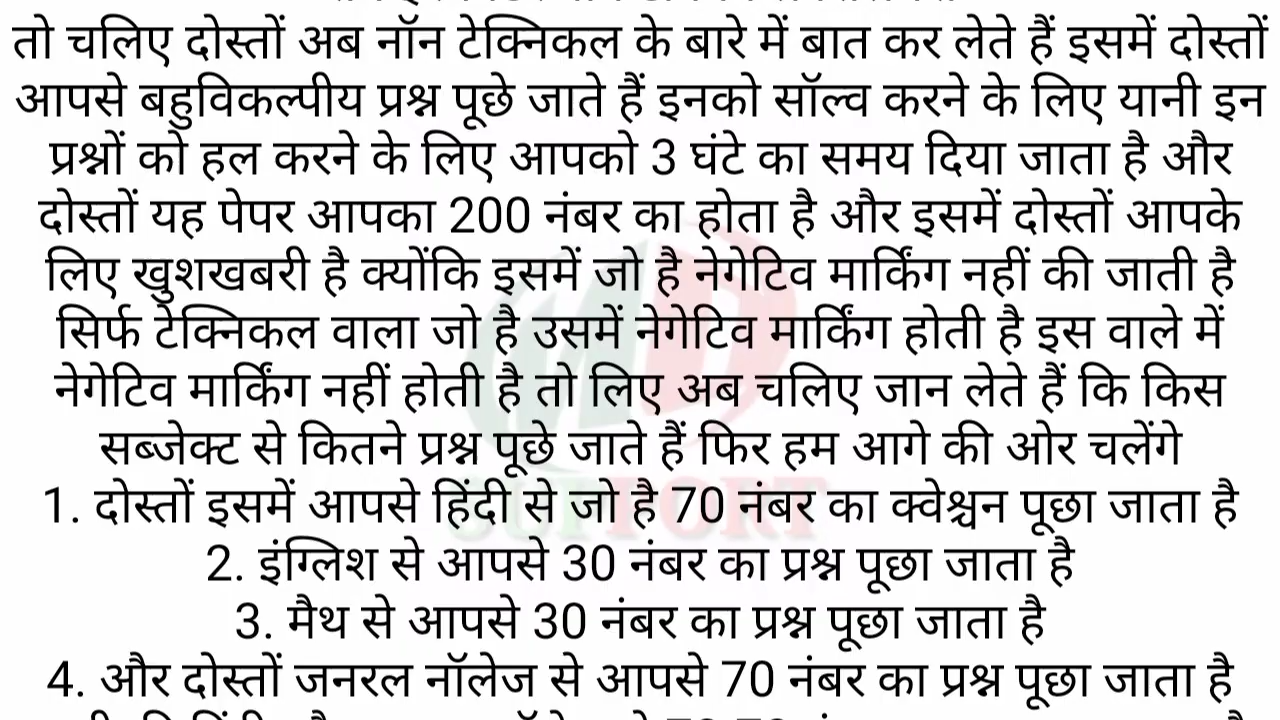 तो चलिए दोस्तों अब नॉन टेक्निकल के बारे में बात कर लेते हैं इसमें दोस्तों
आपसे बहुविकल्पीय प्रश्न पूछे जाते हैं इनको सॉल्व करने के लिए यानी इन
प्रश्नों को हल करने के लिए आपको 3 घंटे का समय दिया जाता है और
दोस्तों यह पेपर आपका 200 नंबर का होता है और इसमें दोस्तों आपके
लिए खुशखबरी है क्योंकि इसमें जो है नेगेटिव मार्किंग नहीं की जाती है
सिर्फ टेक्निकल वाला जो है उसमें नेगेटिव मार्किंग होती है इस वाले में
नेगेटिव मार्किंग नहीं होती है तो लिए अब चलिए जान लेते हैं कि किस
सब्जेक्ट से कितने प्रश्न पूछे जाते हैं फिर हम आगे की ओर चलेंगे
1. दोस्तों इसमें आपसे हिंदी से जो है 70 नंबर का क्वेश्चन पूछा जाता है
2. इंग्लिश से आपसे 30 नंबर का प्रश्न पूछा जाता है
3. मैथ से आपसे 30 नंबर का प्रश्न पूछा जाता है
4. और दोस्तों जनरल नॉलेज से आपसे 70 नंबर का प्रश्न पूछा जाता है
MD
SUPPORT